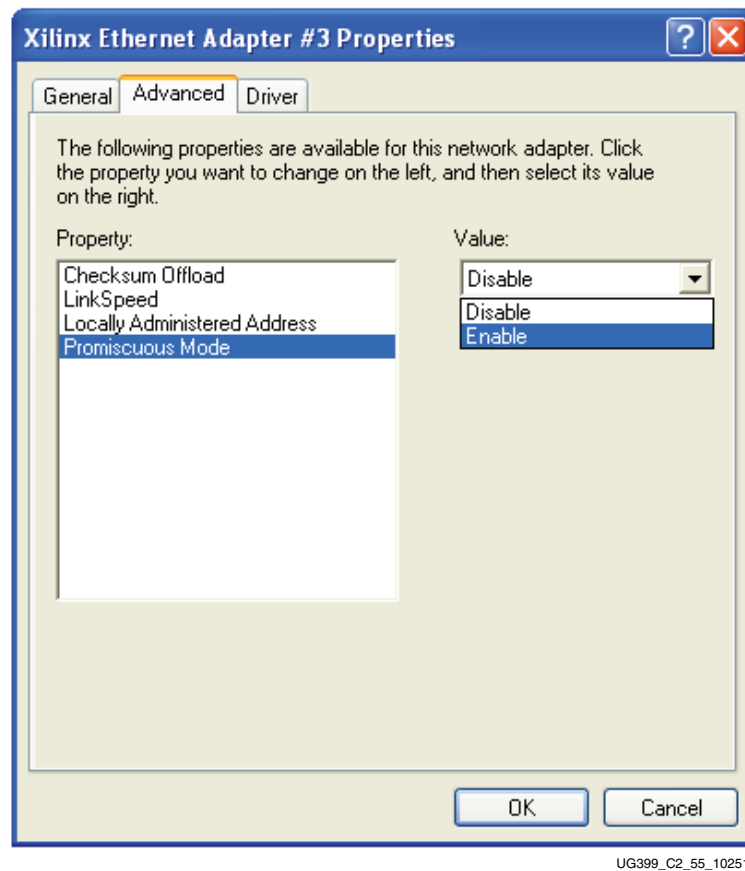 Xilinx Ethernet Adapter #3 Properties
General Advanced Driver
The following properties are available for this network adapter. Click
the property you want to change on the left, and then select its value
on the right.
Property:
Value:
Checksum Offload
LinkSpeed
Locally Administered Address
Promiscuous Mode
Disable
Disable
Enable
OK Cancel
UG399_C2_55_10251